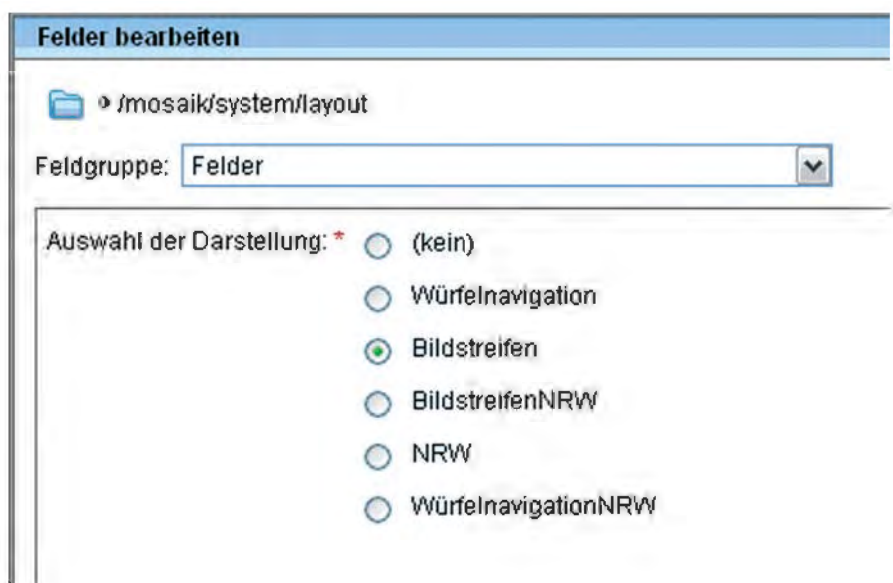 Felder bearbeiten
/mosaik/system/layout
Feldgruppe: Felder
Auswahl der Darstellung: * (kein)
Würfelnavigation
Bildstreifen
BildstreifenNRW
NRW
WürfelnavigationNRW